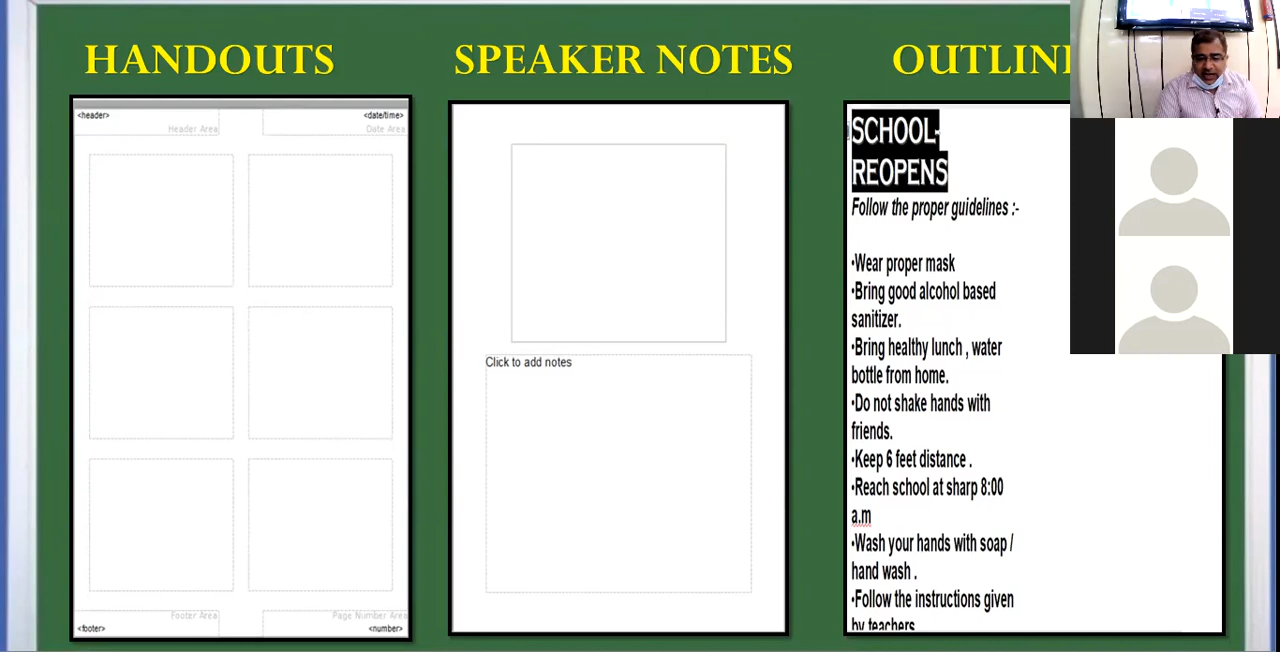 HANDOUTS
SPEAKER NOTES
<header>
<date/time>
Header Area
Date Area
Footer Area
Page Number Area
<footer>
<number>
Click to add notes
SCHOOL-
REOPENS
Follow the proper guidelines :-
•Wear proper mask
•Bring good alcohol based
sanitizer.
•Bring healthy lunch , water
bottle from home.
•Do not shake hands with
friends.
•Keep 6 feet distance .
•Reach school at sharp 8:00
a.m
•Wash your hands with soap /
hand wash .
•Follow the instructions given
by teachers